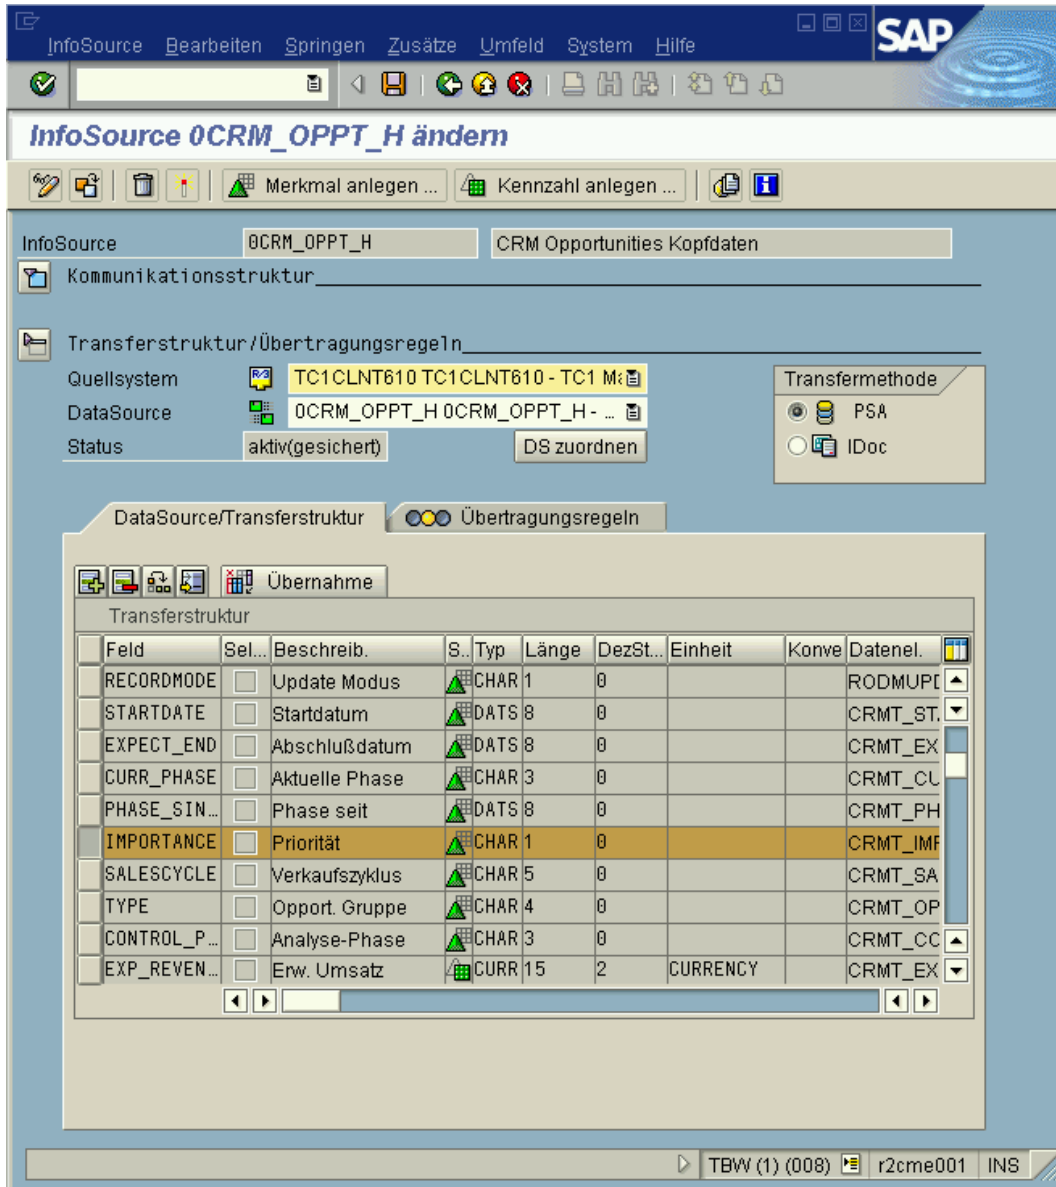 InfoSource Bearbeiten Springen Zusätze Umfeld System Hilfe
SAP
InfoSource 0CRM_OPPT_H ändern
Merkmal anlegen ... Kennzahl anlegen ...
InfoSource 0CRM_OPPT_H CRM Opportunities Kopfdaten
Kommunikationsstruktur
Transferstruktur/Übertragungsregeln
Quellsystem TC1CLNT610 TC1CLNT610 - TC1 Transfermethode
DataSource 0CRM_OPPT_H 0CRM_OPPT_H - ... PSA
Status aktiv(gesichert) DS zuordnen IDoc
DataSource/Transferstruktur Übertragungsregeln
Übernahme
Transferstruktur
Feld Sel... Beschreib. S.. Typ Länge DezSt... Einheit Konve Datenel.
RECORDMODE Update Modus CHAR 1 0 RODMUPD
STARTDATE Startdatum DATS 8 0 CRMT_ST
EXPECT_END Abschlußdatum DATS 8 0 CRMT_EX
CURR_PHASE Aktuelle Phase CHAR 3 0 CRMT_CU
PHASE_SIN... Phase seit DATS 8 0 CRMT_PH
IMPORTANCE Priorität CHAR 1 0 CRMT_IMP
SALESCYCLE Verkaufszyklus CHAR 5 0 CRMT_SA
TYPE Opport. Gruppe CHAR 4 0 CRMT_OP
CONTROL_P... Analyse-Phase CHAR 3 0 CRMT_CO
EXP_REVEN... Erw. Umsatz CURR 15 2 CURRENCY CRMT_EX
TBW (1) (008) r2cme001 INS